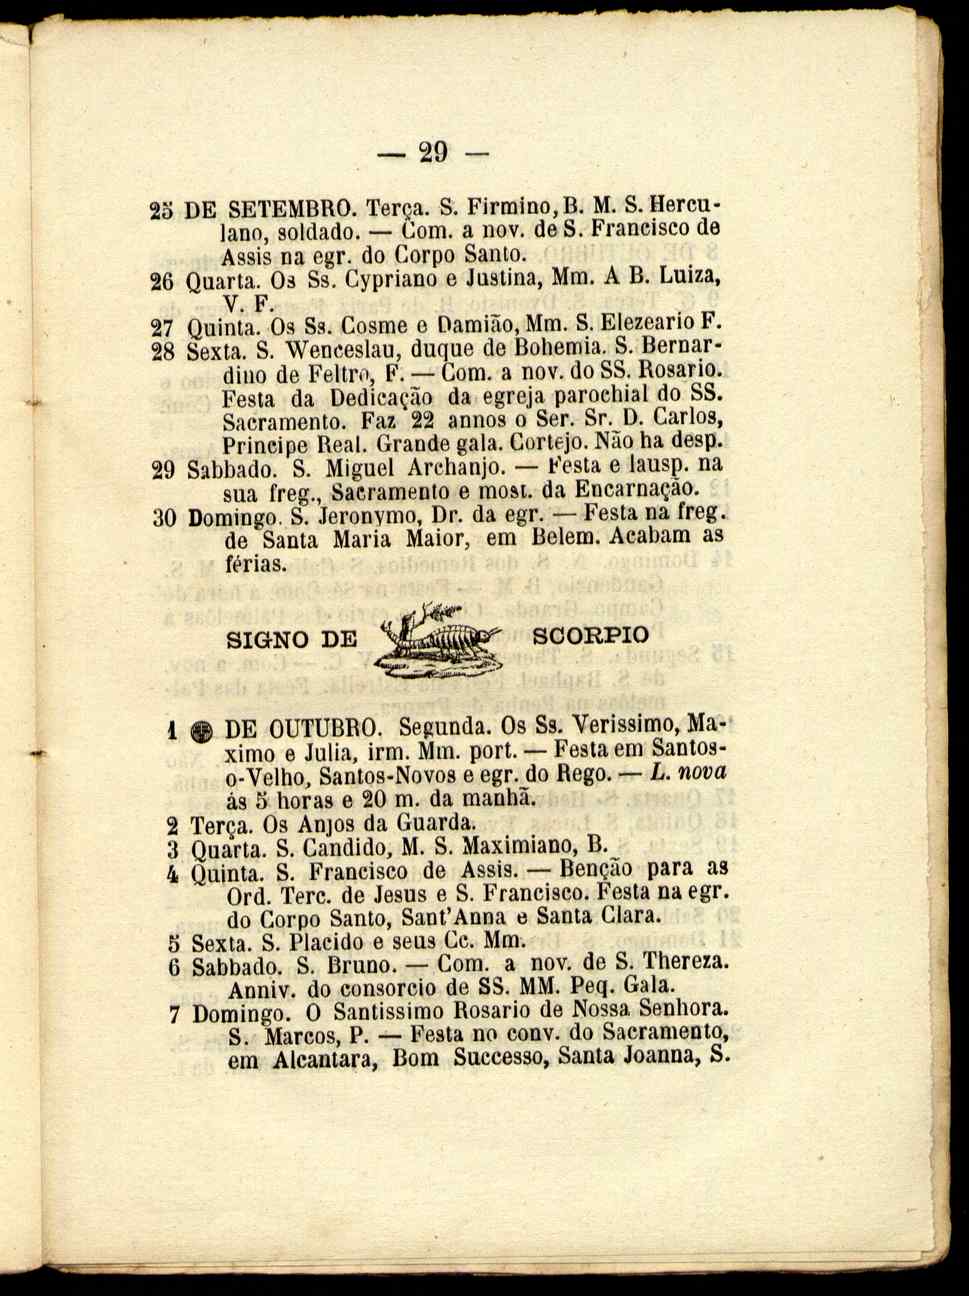 — 29 —
25 DE SETEMBRO. Terça. S. Firmino, B. M. S. Hercu-
lano, soldado. — Com. a nov. de S. Francisco de
Assis na egr. do Corpo Santo.
26 Quarta. Os Ss. Cypriano e Justina, Mm. A B. Luiza,
V. F.
27 Quinta. Os Ss. Cosme e Damião, Mm. S. Elezeario F.
28 Sexta. S. Wenceslau, duque de Bohemia. S. Bernar-
dino de Feltro, F. — Com. a nov. do SS. Rosario.
Festa da Dedicação da egreja parochial do SS.
Sacramento. Faz 22 annos o Ser. Sr. D. Carlos,
Principe Real. Grande gala. Cortejo. Não ha desp.
29 Sabbado. S. Miguel Archanjo. — Festa e lausp. na
sua freg., Sacramento e most. da Encarnação.
30 Domingo. S. Jeronymo, Dr. da egr. — Festa na freg.
de Santa Maria Maior, em Belem. Acabam as
férias.
SIGNO DE SCORPIO
1 DE OUTUBRO. Segunda. Os Ss. Verissimo, Ma-
ximo e Julia, irm. Mm. port. — Festa em Santos-
o-Velho, Santos-Novos e egr. do Rego. — L. nova
ás 5 horas e 20 m. da manhã.
2 Terça. Os Anjos da Guarda.
3 Quarta. S. Candido, M. S. Maximiano, B.
4 Quinta. S. Francisco de Assis. — Benção para as
Ord. Terc. de Jesus e S. Francisco. Festa na egr.
do Corpo Santo, Sant'Anna e Santa Clara.
5 Sexta. S. Placido e seus Cc. Mm.
6 Sabbado. S. Bruno. — Com. a nov. de S. Thereza.
Anniv. do consorcio de SS. MM. Peq. Gala.
7 Domingo. O Santissimo Rosario de Nossa Senhora.
S. Marcos, P. — Festa no conv. do Sacramento,
em Alcantara, Bom Successo, Santa Joanna, S.